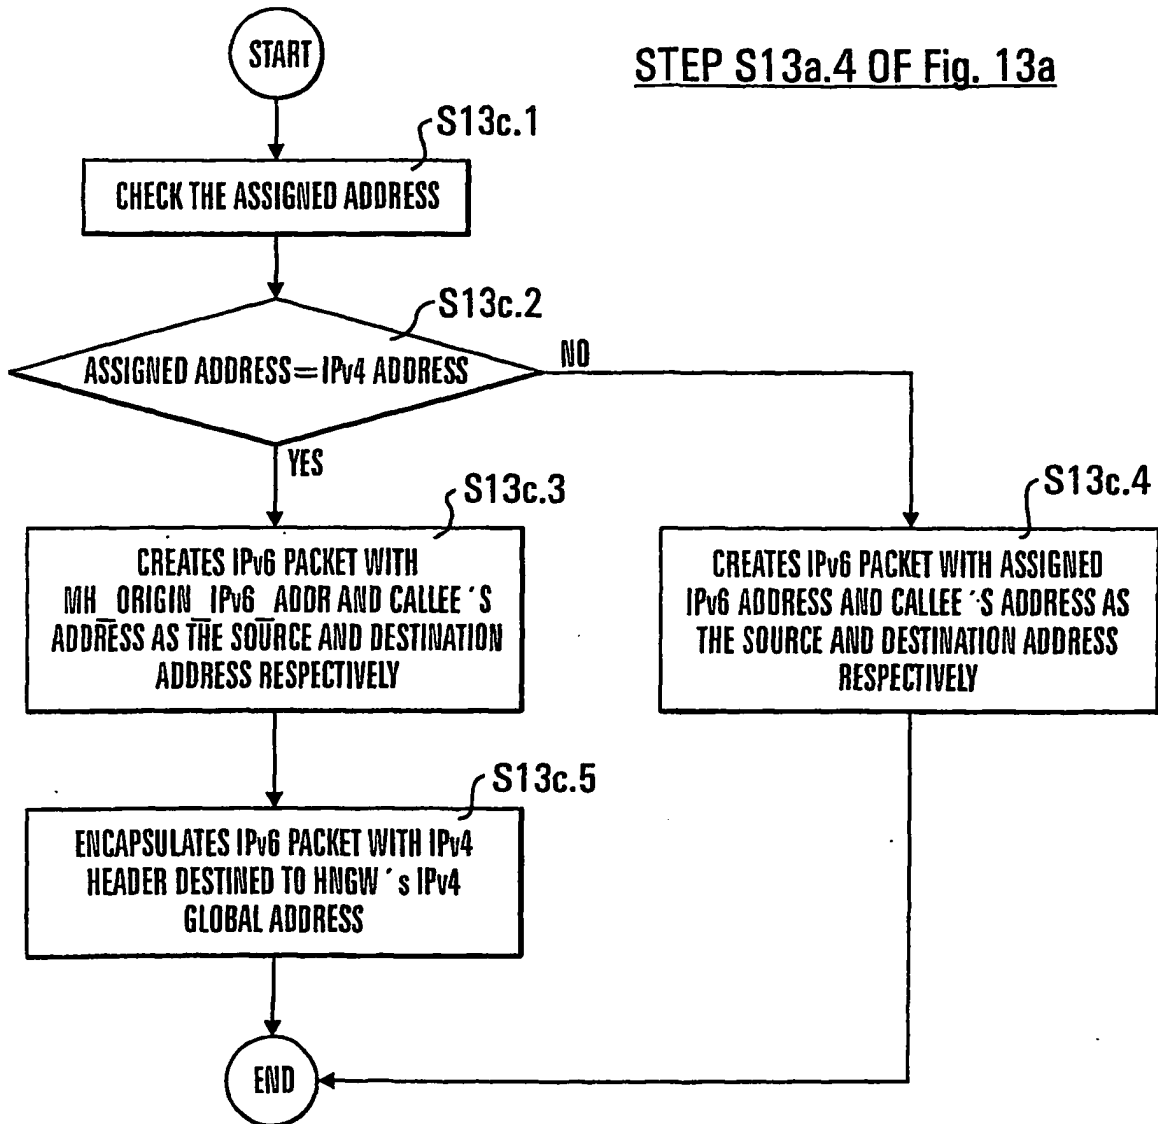 START
STEP S13a.4 OF Fig. 13a
S13c.1
CHECK THE ASSIGNED ADDRESS
S13c.2
ASSIGNED ADDRESS=IPv4 ADDRESS
NO
YES
S13c.3
CREATES IPv6 PACKET WITH
MH_ORIGIN_IPv6_ADDR AND CALLEE´S
ADDRESS AS THE SOURCE AND DESTINATION
ADDRESS RESPECTIVELY
S13c.4
CREATES IPv6 PACKET WITH ASSIGNED
IPv6 ADDRESS AND CALLEE´S ADDRESS AS
THE SOURCE AND DESTINATION ADDRESS
RESPECTIVELY
S13c.5
ENCAPSULATES IPv6 PACKET WITH IPv4
HEADER DESTINED TO HNGW´s IPv4
GLOBAL ADDRESS
END